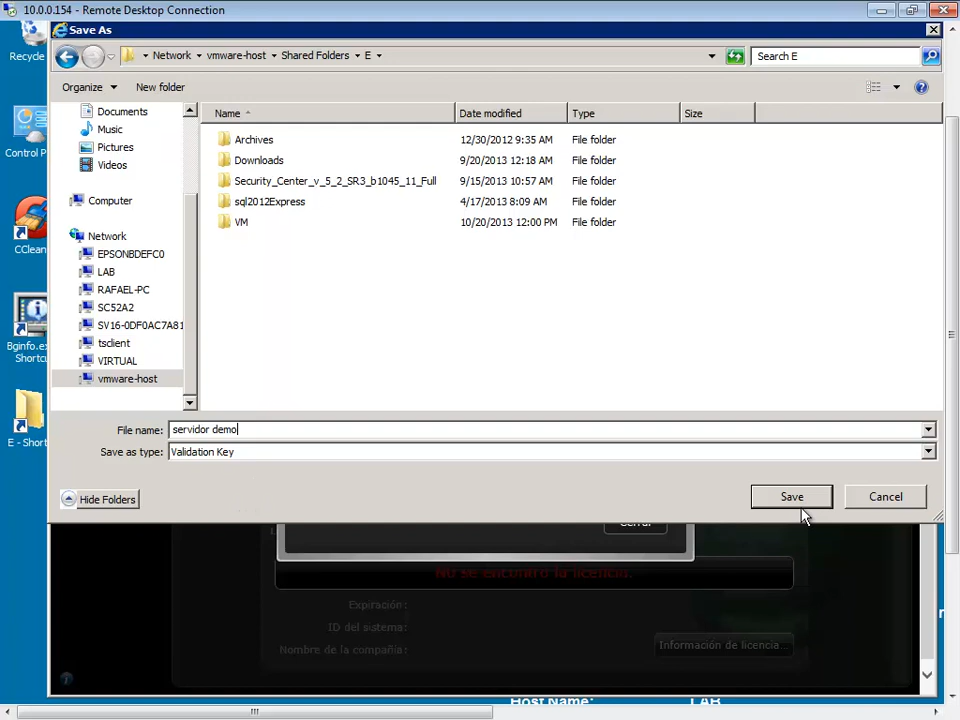 10.0.0.154 - Remote Desktop Connection
Save As
Network vmware-host Shared Folders E
Search E
Organize New folder
Name Date modified Type Size
Documents
Music
Pictures
Videos
Computer
Network
EPSONBDEFC0
LAB
RAFAEL-PC
SC52A2
SV16-0DF0AC7A81
tsclient
VIRTUAL
vmware-host
Archives 12/30/2012 9:35 AM File folder
Downloads 9/20/2013 12:18 AM File folder
Security_Center_v_5_2_SR3_b1045_11_Full 9/15/2013 10:57 AM File folder
sql2012Express 4/17/2013 8:09 AM File folder
VM 10/20/2013 12:00 PM File folder
File name: servidor demo
Save as type: Validation Key
Hide Folders
Save Cancel
Recycle
Control P
CClean
Bginfo.ex
Shortc
E - Short
Cerrar
No se encontró la licencia.
Expiración:
ID del sistema:
Nombre de la compañía:
Información de licencia...
Host Name: LAB